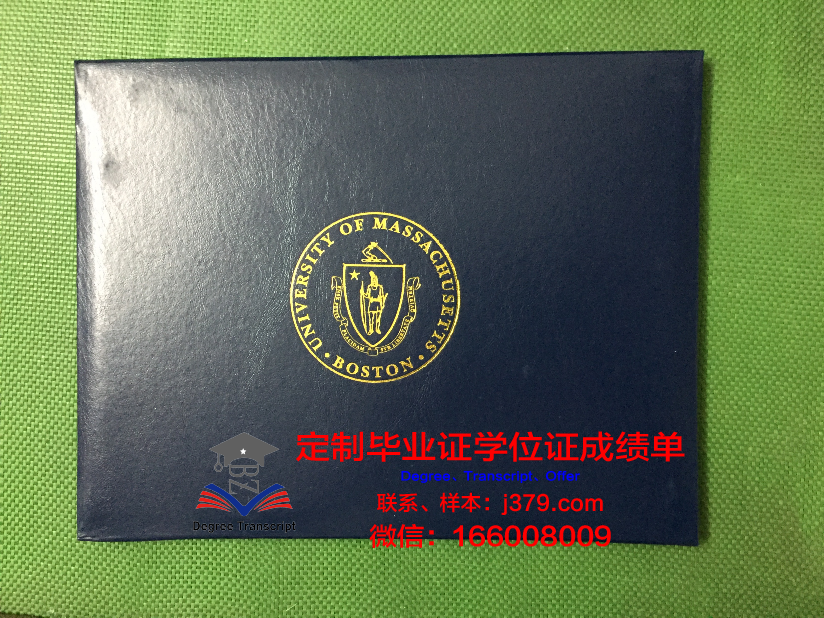 UNIVERSITY OF MASSACHUSETTS
• BOSTON •
定制毕业证学位证成绩单
Degree、Transcript、Offer
联系、样本：j379.com
Degree Transcript
微信：166008009